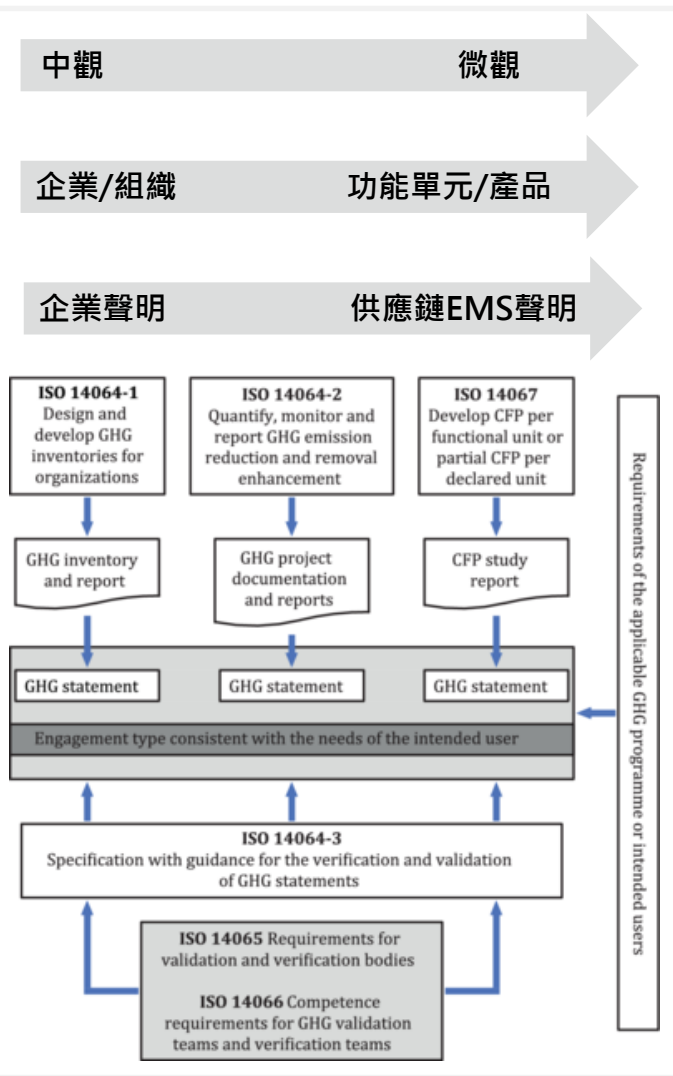 中觀 微觀
企業/組織 功能單元/產品
企業聲明 供應鏈EMS聲明
ISO 14064-1
Design and
develop GHG
inventories for
organizations
ISO 14064-2
Quantify, monitor and
report GHG emission
reduction and removal
enhancement
ISO 14067
Develop CFP per
functional unit or
partial CFP per
declared unit
GHG inventory
and report
GHG project
documentation
and reports
CFP study
report
GHG statement
GHG statement
GHG statement
Engagement type consistent with the needs of the intended user
ISO 14064-3
Specification with guidance for the verification and validation
of GHG statements
ISO 14065 Requirements for
validation and verification bodies
ISO 14066 Competence
requirements for GHG validation
teams and verification teams
Requirements of the applicable GHG programme or intended users